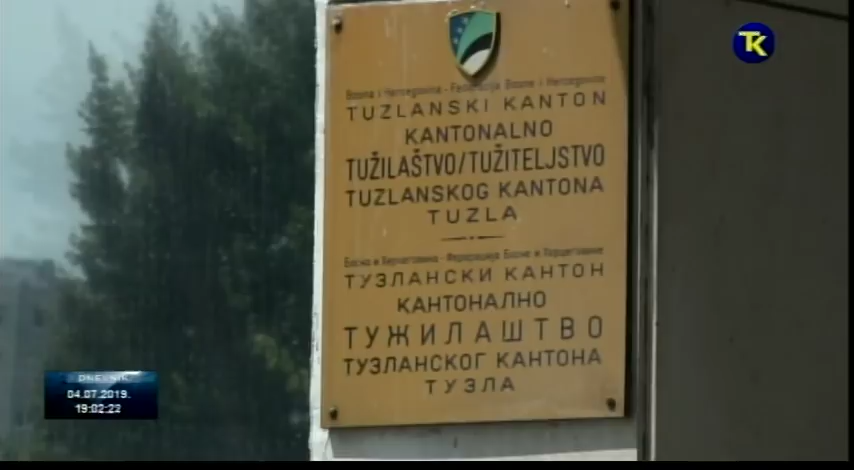 Bosna i Hercegovina - Federacija Bosne i Hercegovine
TUZLANSKI KANTON
KANTONALNO
TUŽILAŠTVO/TUŽITELJSTVO
TUZLANSKOG KANTONA
TUZLA
Босна и Херцеговина - Федерација Босне и Херцеговине
ТУЗЛАНСКИ КАНТОН
КАНТОНАЛНО
ТУЖИЛАШТВО
ТУЗЛАНСКОГ КАНТОНА
ТУЗЛА
TK
DNEVNIK
04.07.2019.
19:02:22